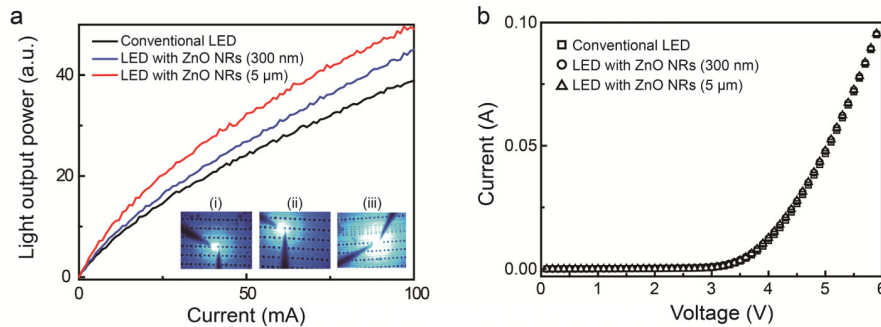 a
Light output power (a.u.)
40
20
0
Conventional LED
LED with ZnO NRs (300 nm)
LED with ZnO NRs (5 µm)
(i) (ii) (iii)
0 50 100
Current (mA)
b
Current (A)
0.10
0.05
0.00
Conventional LED
LED with ZnO NRs (300 nm)
LED with ZnO NRs (5 µm)
0 1 2 3 4 5 6
Voltage (V)